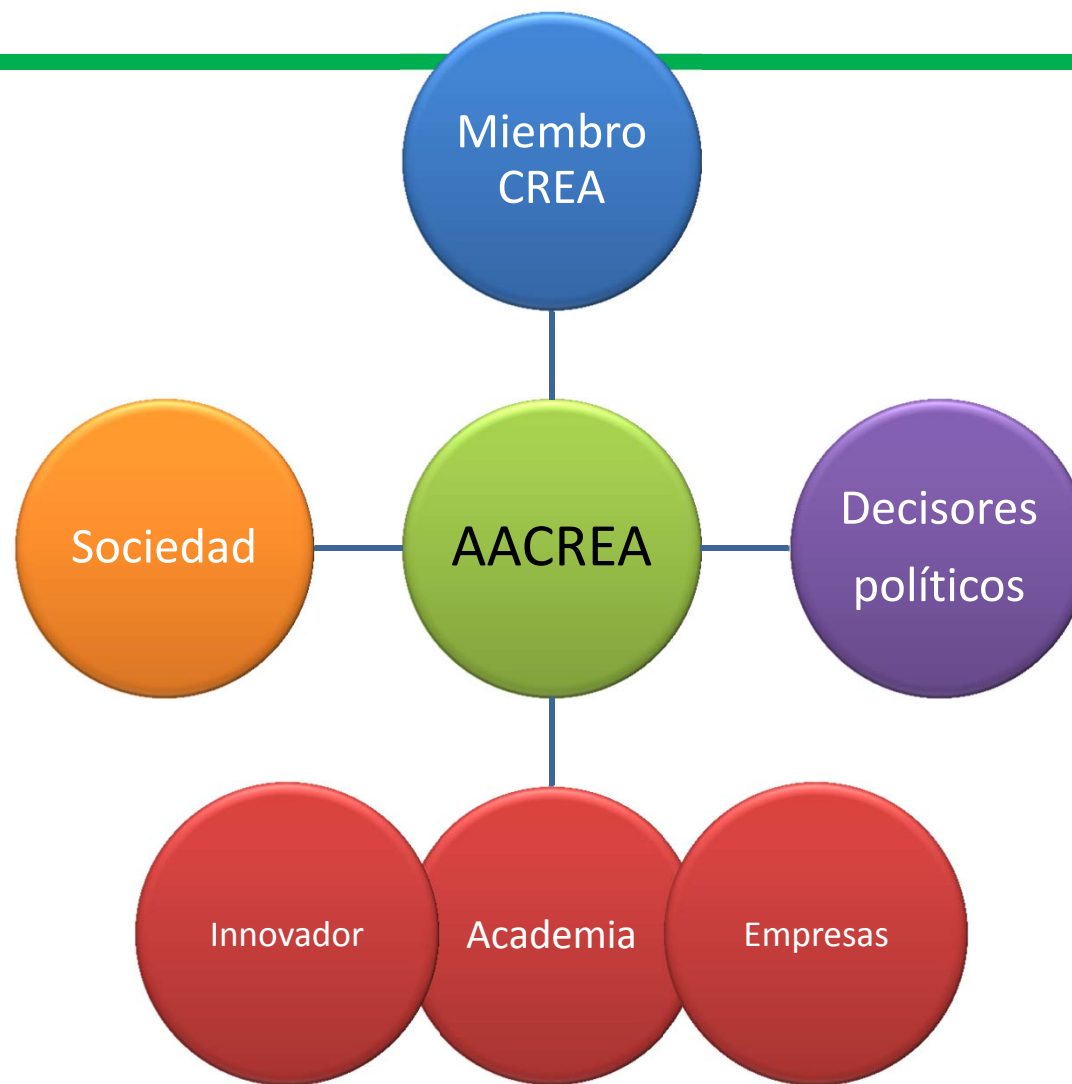 Miembro
CREA
Sociedad
AACREA
Decisores
políticos
Innovador
Academia
Empresas